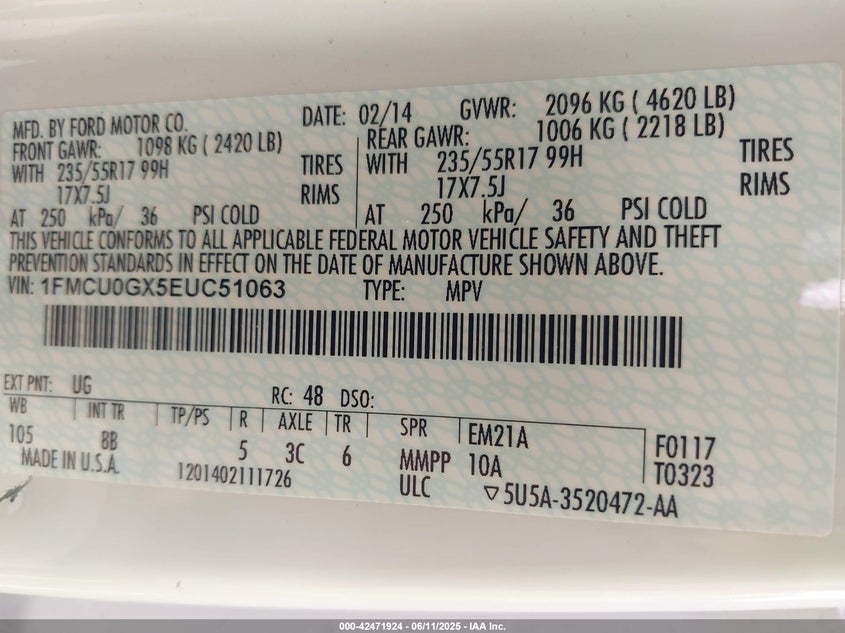 MFD. BY FORD MOTOR CO. DATE: 02/14 GVWR: 2096 KG ( 4620 LB)
FRONT GAWR: 1098 KG ( 2420 LB) REAR GAWR: 1006 KG ( 2218 LB)
WITH 235/55R17 99H TIRES WITH 235/55R17 99H TIRES
17X7.5J RIMS 17X7.5J RIMS
AT 250 kPa/ 36 PSI COLD AT 250 kPa/ 36 PSI COLD
THIS VEHICLE CONFORMS TO ALL APPLICABLE FEDERAL MOTOR VEHICLE SAFETY AND THEFT
PREVENTION STANDARDS IN EFFECT ON THE DATE OF MANUFACTURE SHOWN ABOVE.
VIN: 1FMCU0GX5EUC51063 TYPE: MPV
EXT PNT: UG RC: 48 DSO:
WB INT TR TP/PS R AXLE TR SPR EM21A F0117
105 8B 5 3C 6 MMPP 10A T0323
MADE IN U.S.A. 1201402111726 ULC ▽5U5A-3520472-AA
000-42471924 - 06/11/2025 - IAA Inc.